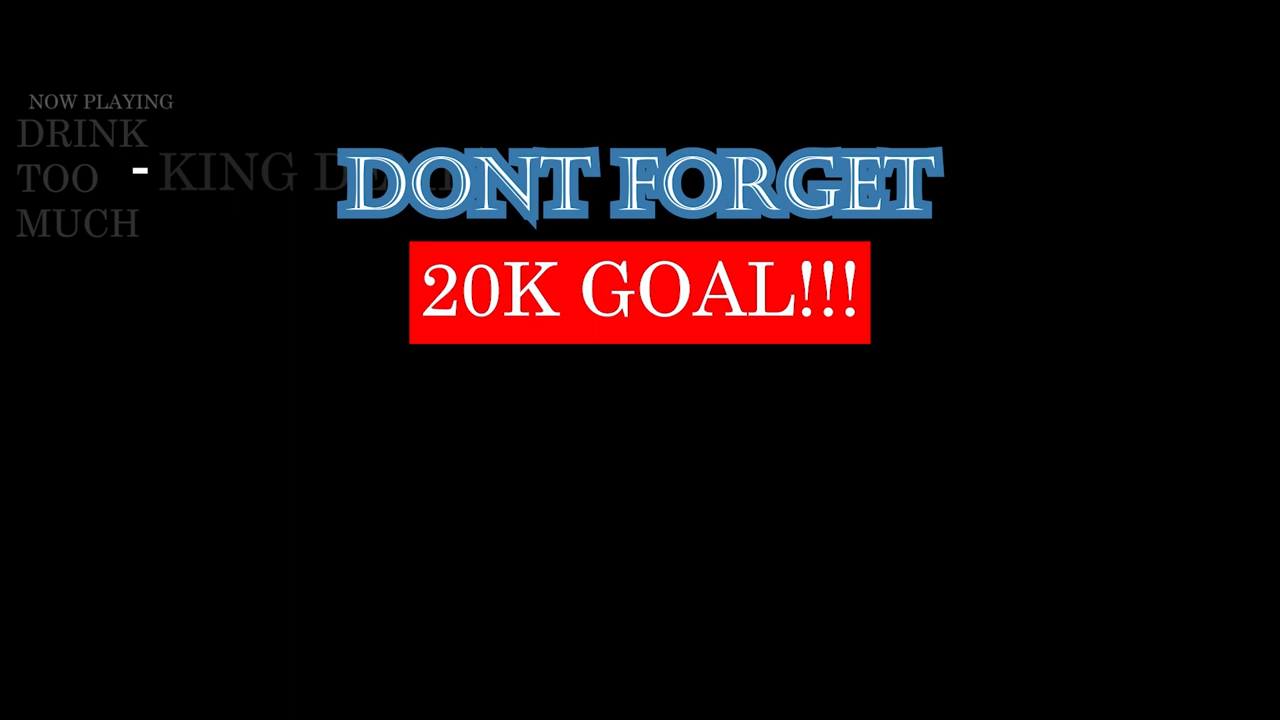 NOW PLAYING
DRINK
TOO
MUCH
- KING
DONT FORGET
20K GOAL!!!